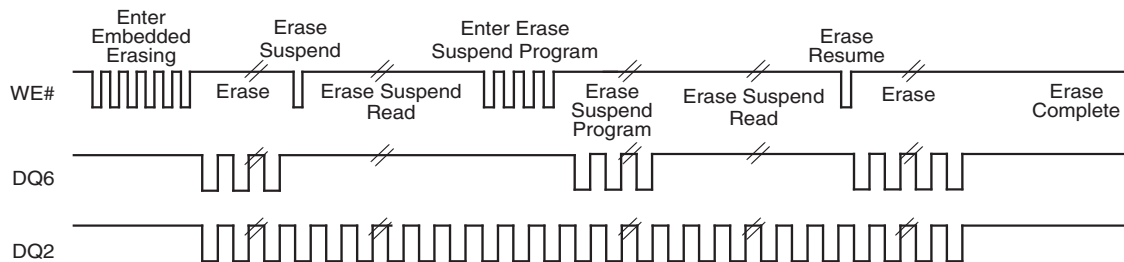 Enter
Embedded
Erasing
Erase
Suspend
Enter Erase
Suspend Program
Erase
Resume
WE#
Erase
Erase Suspend
Read
Erase
Suspend
Program
Erase Suspend
Read
Erase
Erase
Complete
DQ6
DQ2